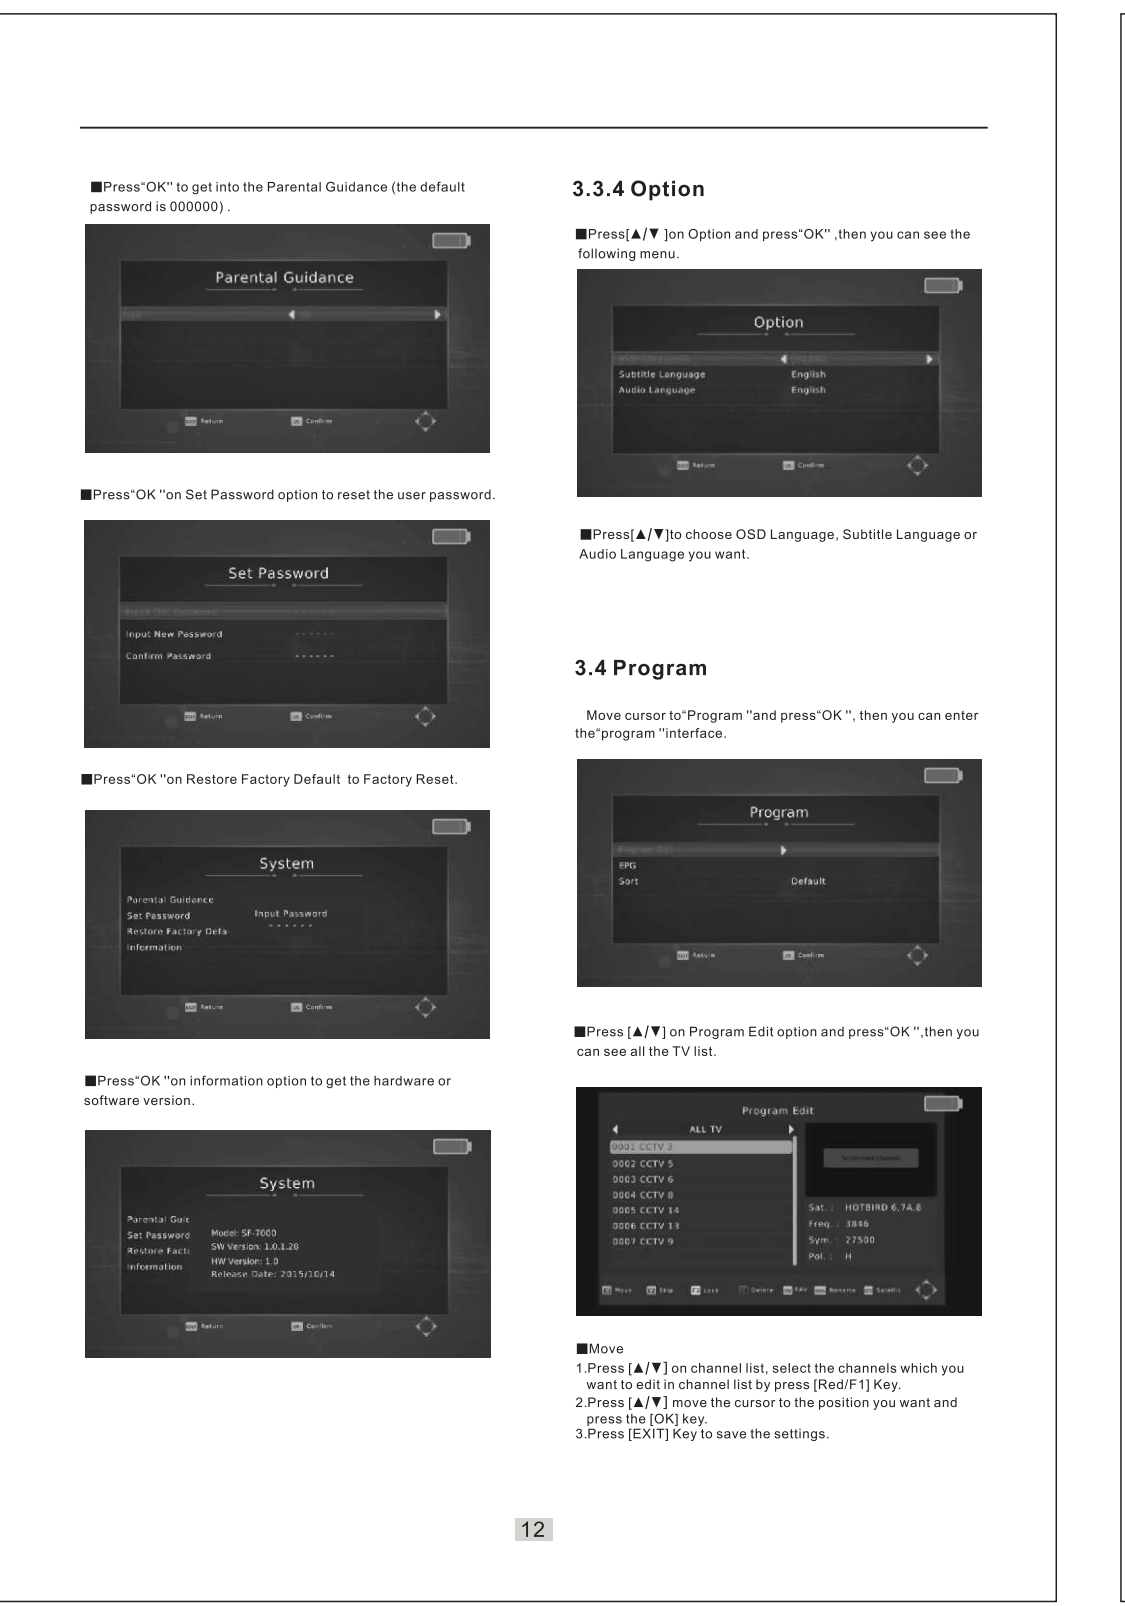 ■Press“OK'' to get into the Parental Guidance (the default
password is 000000) .
Parental Guidance
Return
Confirm
■Press“OK ''on Set Password option to reset the user password.
Set Password
Input New Password ------
Confirm Password ------
Return
Confirm
■Press“OK ''on Restore Factory Default to Factory Reset.
System
Parental Guidance
Set Password
Restore Factory Defa
Information
Input Password
------
Return
Confirm
■Press“OK ''on information option to get the hardware or
software version.
System
Parental Guid
Set Password
Restore Facto
Information
Model: SF-7000
SW Version: 1.0.1.28
HW Version: 1.0
Release Date: 2015/10/14
Return
Confirm
3.3.4 Option
■Press[▲/▼ ]on Option and press“OK'' ,then you can see the
following menu.
Option
Subtitle Language English
Audio Language English
Return
Confirm
■Press[▲/▼]to choose OSD Language, Subtitle Language or
Audio Language you want.
3.4 Program
Move cursor to“Program ''and press“OK '', then you can enter
the“program ''interface.
Program
Program Edit
EPG
Sort Default
Return
Confirm
■Press [▲/▼] on Program Edit option and press“OK '',then you
can see all the TV list.
Program Edit
ALL TV
0001 CCTV 3
0002 CCTV 5
0003 CCTV 6
0004 CCTV 8
0005 CCTV 14
0006 CCTV 13
0007 CCTV 9
Sat. : HOTBIRD 6,7A,8
Freq. : 3846
Sym. : 27500
Pol. : H
Move
Skip
Lock
Delete
FAV
Rename
Satellit
■Move
1.Press [▲/▼] on channel list, select the channels which you
want to edit in channel list by press [Red/F1] Key.
2.Press [▲/▼] move the cursor to the position you want and
press the [OK] key.
3.Press [EXIT] Key to save the settings.
12